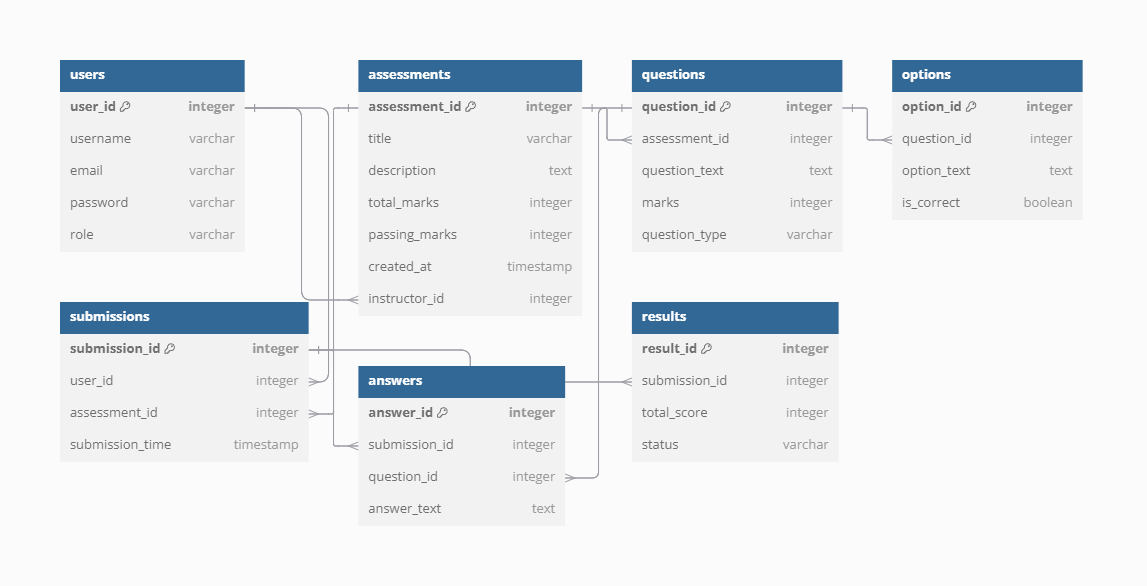 users
user_id integer
username varchar
email varchar
password varchar
role varchar
assessments
assessment_id integer
title varchar
description text
total_marks integer
passing_marks integer
created_at timestamp
instructor_id integer
questions
question_id integer
assessment_id integer
question_text text
marks integer
question_type varchar
options
option_id integer
question_id integer
option_text text
is_correct boolean
submissions
submission_id integer
user_id integer
assessment_id integer
submission_time timestamp
answers
answer_id integer
submission_id integer
question_id integer
answer_text text
results
result_id integer
submission_id integer
total_score integer
status varchar